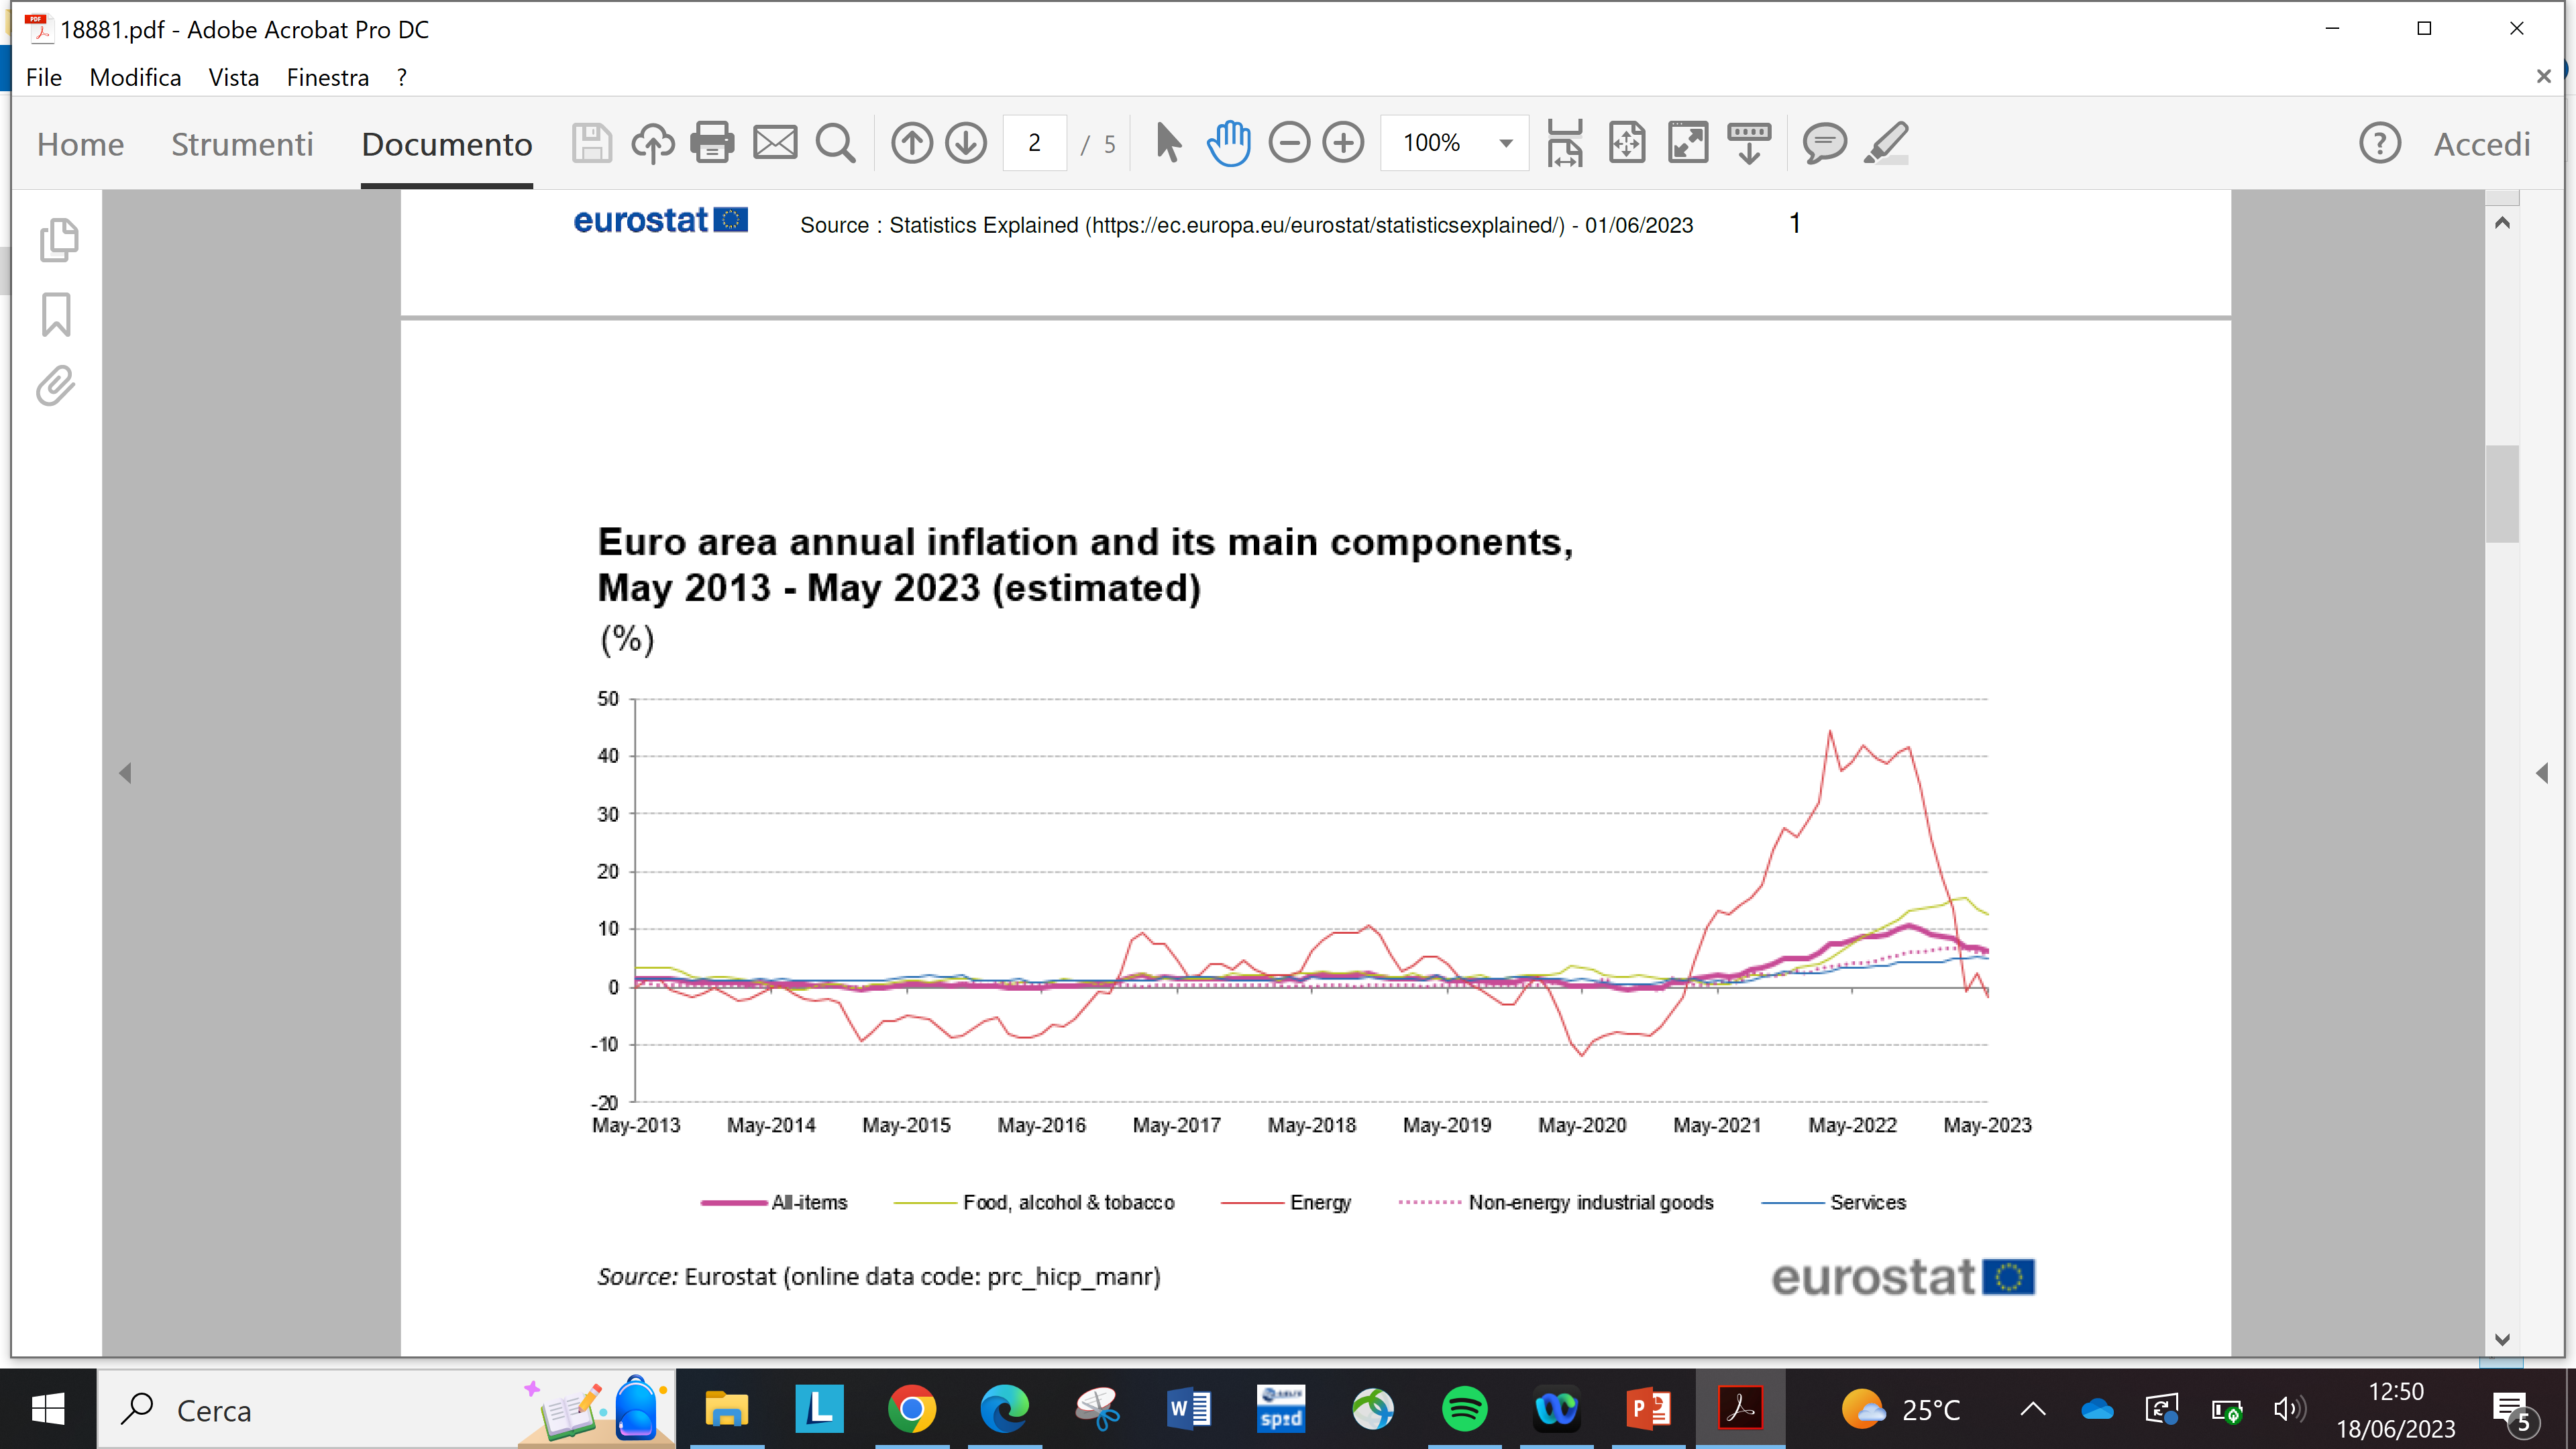 18881.pdf - Adobe Acrobat Pro DC
File Modifica Vista Finestra ?
Home Strumenti Documento 2 / 5 100% Accedi
eurostat Source : Statistics Explained (https://ec.europa.eu/eurostat/statisticsexplained/) - 01/06/2023 1
Euro area annual inflation and its main components,
May 2013 - May 2023 (estimated)
(%)
50
40
30
20
10
0
-10
-20
May-2013 May-2014 May-2015 May-2016 May-2017 May-2018 May-2019 May-2020 May-2021 May-2022 May-2023
All-items Food, alcohol & tobacco Energy Non-energy industrial goods Services
Source: Eurostat (online data code: prc_hicp_manr)
eurostat
Cerca
L
W
sp:d
P
25°C
12:50
18/06/2023
5